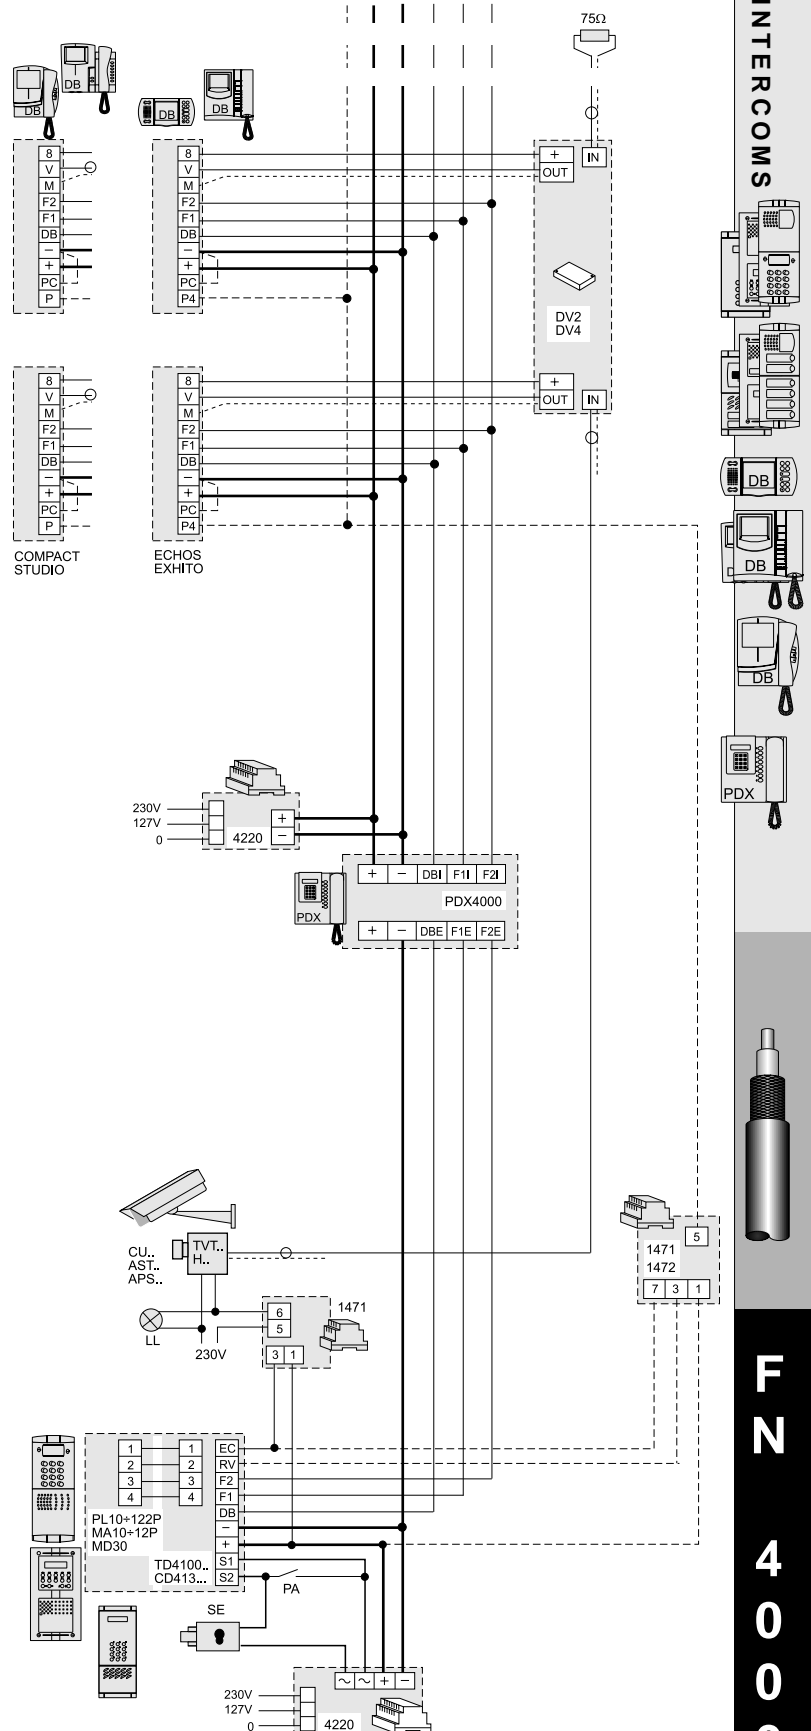 75Ω
INTERCOMS
DB
DB
DB
DB
8
V
M
F2
F1
DB
−
+
PC
P
8
V
M
F2
F1
DB
−
+
PC
P4
+
OUT
IN
DV2
DV4
+
OUT
IN
8
V
M
F2
F1
DB
−
+
PC
P
8
V
M
F2
F1
DB
−
+
PC
P4
COMPACT
STUDIO
ECHOS
EXHITO
DB
DB
DB
PDX
230V
127V
0
4220
+
−
PDX
+ − DBI F1I F2I
PDX4000
+ − DBE F1E F2E
CU..
AST..
APS..
TVT..
H..
LL
230V
6
5
3 1
1471
5
1471
1472
7 3 1
1 1
2 2
3 3
4 4
EC
RV
F2
F1
DB
−
+
S1
S2
PL10÷122P
MA10÷12P
MD30
TD4100..
CD413...
PA
SE
~ ~ + −
230V
127V
0
4220
FN 400